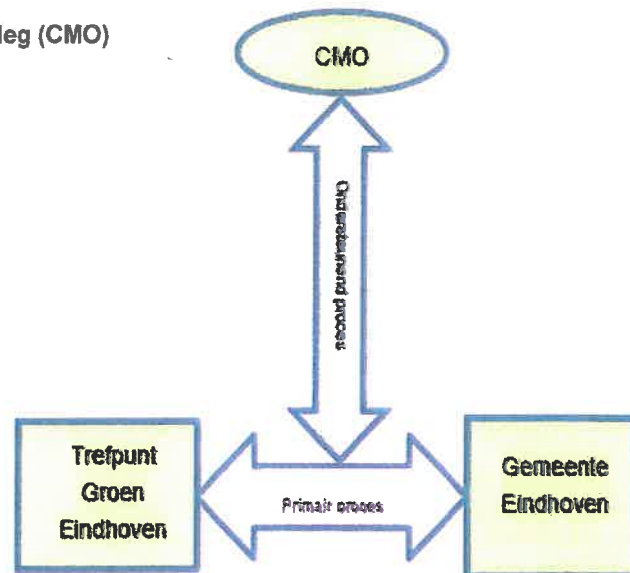 leg (CMO)
CMO
Ondersteunend proces
Trefpunt
Groen
Eindhoven
Primair proces
Gemeente
Eindhoven